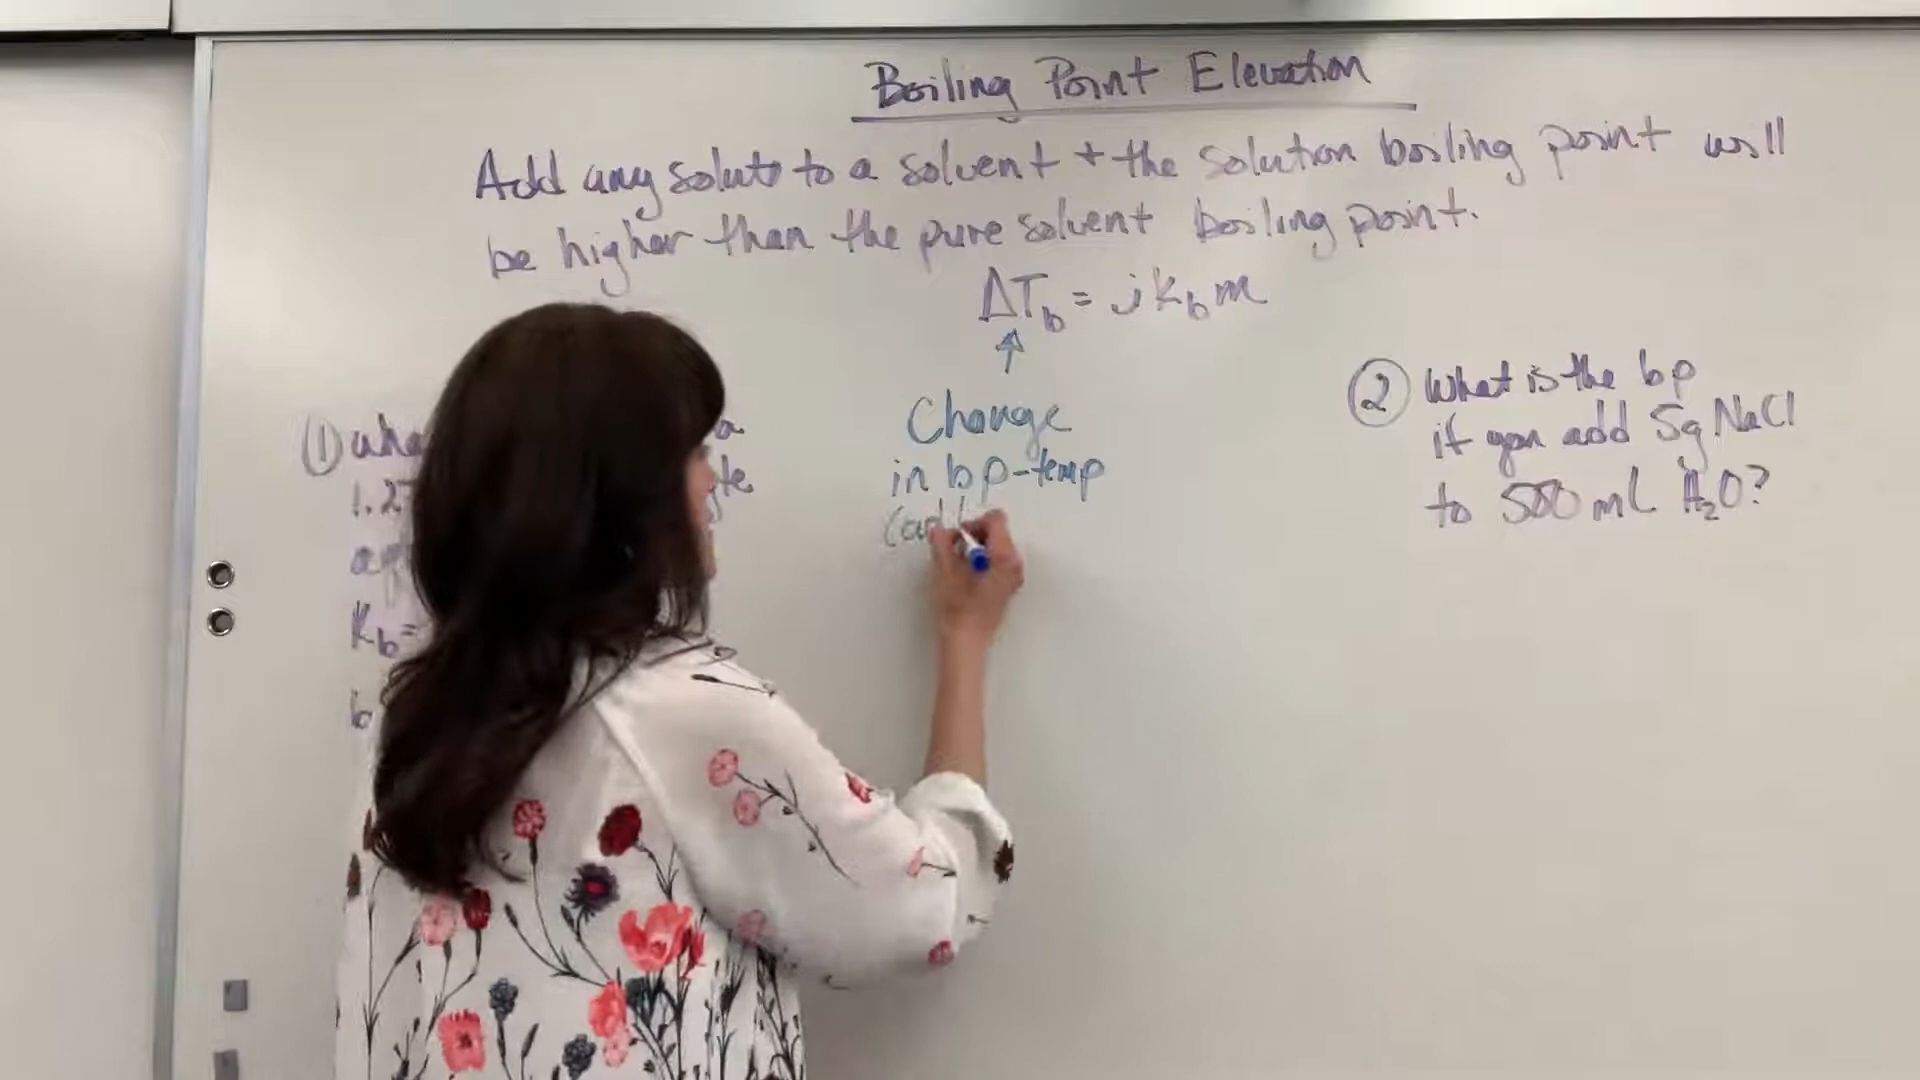 Boiling Point Elevation
Add any solute to a solvent + the solution boiling point will
be higher than the pure solvent boiling point.
ΔT_b = i k_b m
Change
in bp-temp
(add
① a
1.2
K_b =
b
② What is the bp
if you add 5g NaCl
to 500 mL H₂O?